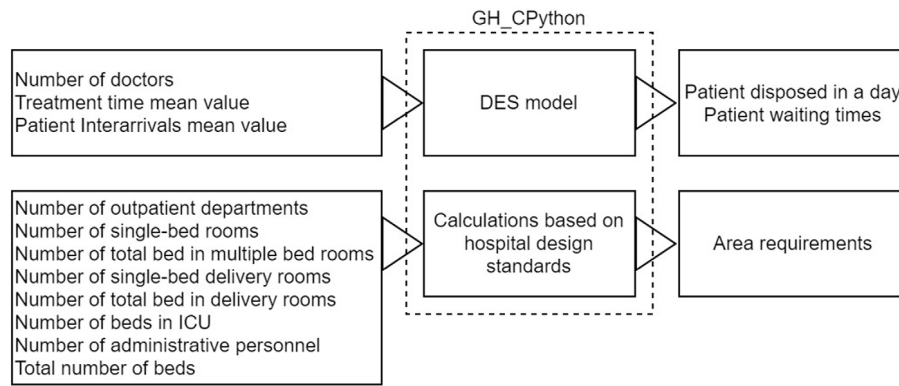 GH_CPython
Number of doctors
Treatment time mean value
Patient Interarrivals mean value
DES model
Patient disposed in a day
Patient waiting times
Number of outpatient departments
Number of single-bed rooms
Number of total bed in multiple bed rooms
Number of single-bed delivery rooms
Number of total bed in delivery rooms
Number of beds in ICU
Number of administrative personnel
Total number of beds
Calculations based on
hospital design
standards
Area requirements